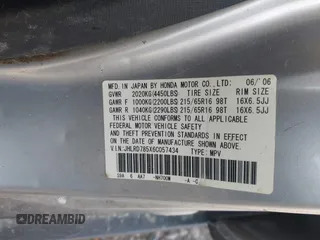 MFD. IN JAPAN BY HONDA MOTOR CO., LTD. 06/'06
GVWR 2020KG(4450LBS) TIRE SIZE RIM SIZE
GAWR F 1000KG(2200LBS) 215/65R16 98T 16X6.5JJ
GAWR R 1040KG(2290LBS) 215/65R16 98T 16X6.5JJ
THIS VEHICLE CONFORMS TO ALL APPLICABLE
FEDERAL MOTOR VEHICLE SAFETY AND
THEFT PREVENTION STANDARDS IN EFFECT ON
DATE OF MANUFACTURE SHOWN ABOVE.
V.I.N: JHLRD785X6C057434 TYPE: MPV
-NH700M -A -C
DREAMBID